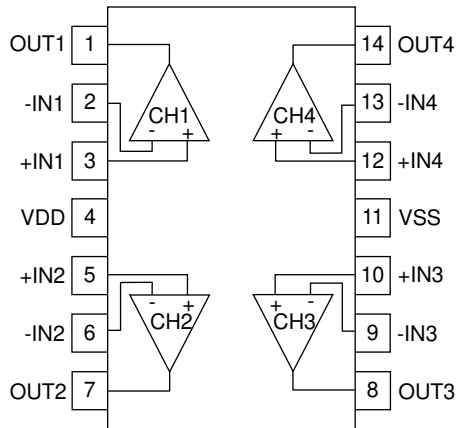 OUT1 1 14 OUT4
-IN1 2 CH1 CH4 13 -IN4
- + + -
+IN1 3 12 +IN4
VDD 4 11 VSS
+IN2 5 10 +IN3
- + + -
-IN2 6 CH2 CH3 9 -IN3
OUT2 7 8 OUT3